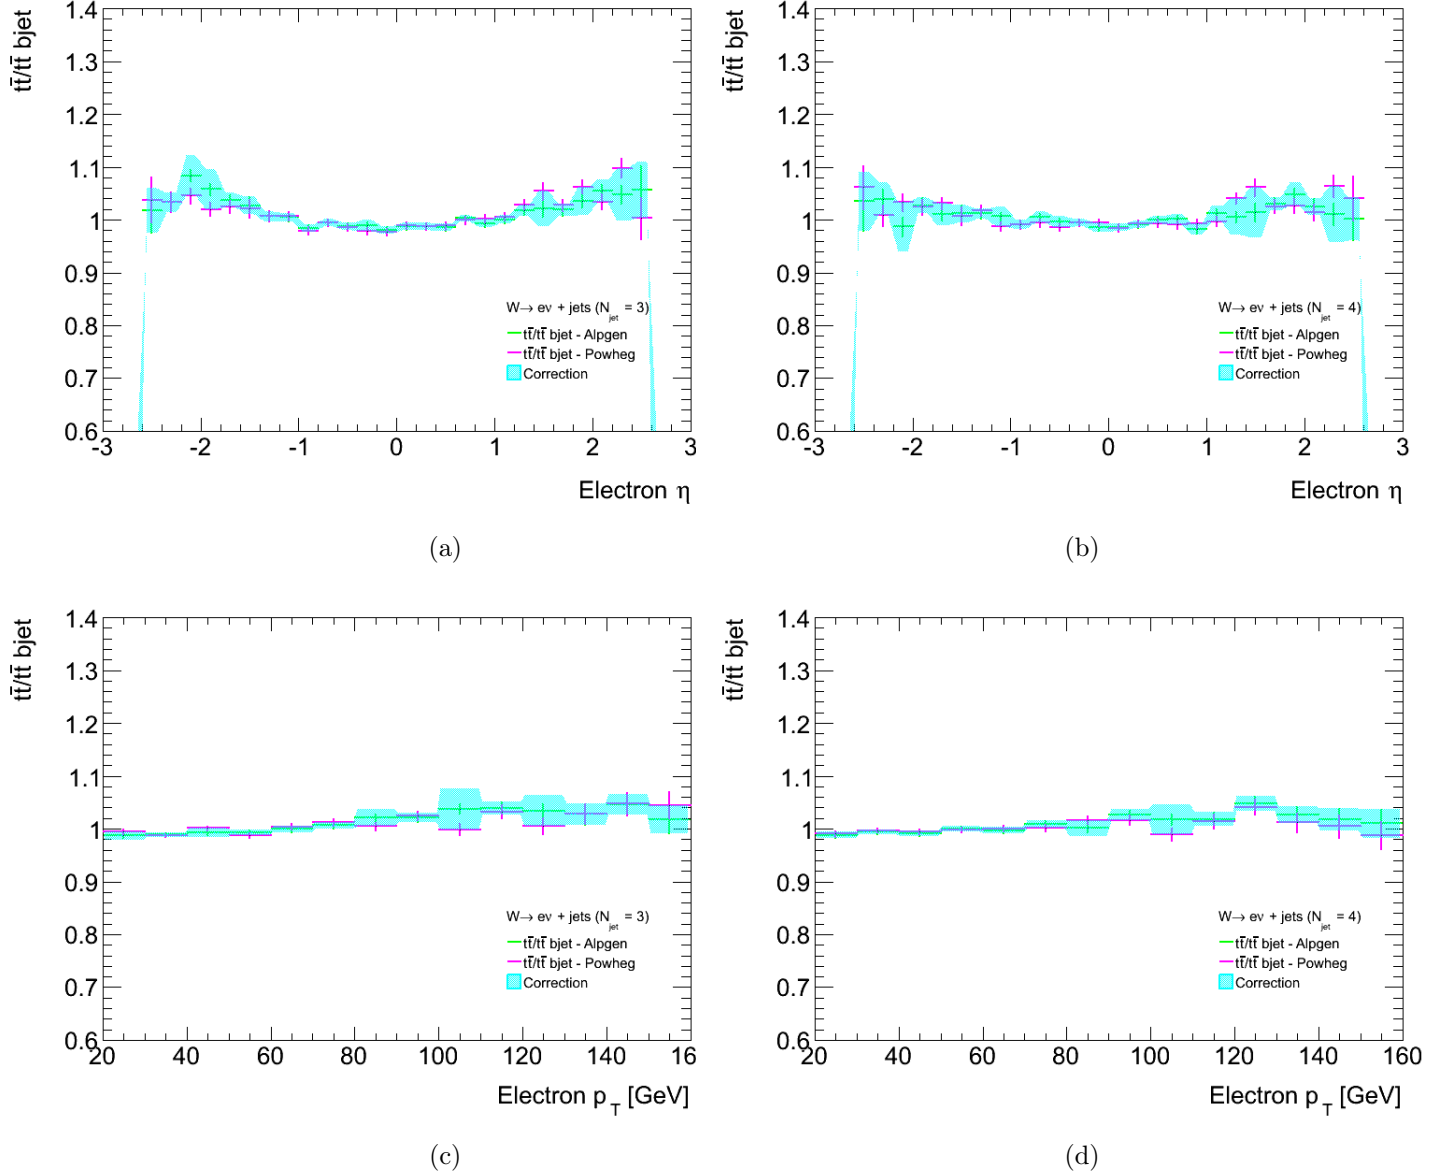 tt̄/tt̄ bjet
1.4
1.3
1.2
1.1
1
0.9
0.8
0.7
0.6
-3 -2 -1 0 1 2 3
W→ eν + jets (N_jet = 3)
tt̄/tt̄ bjet - Alpgen
tt̄/tt̄ bjet - Powheg
Correction
Electron η
(a)
tt̄/tt̄ bjet
1.4
1.3
1.2
1.1
1
0.9
0.8
0.7
0.6
-3 -2 -1 0 1 2 3
W→ eν + jets (N_jet = 4)
tt̄/tt̄ bjet - Alpgen
tt̄/tt̄ bjet - Powheg
Correction
Electron η
(b)
tt̄/tt̄ bjet
1.4
1.3
1.2
1.1
1
0.9
0.8
0.7
0.6
20 40 60 80 100 120 140 16
W→ eν + jets (N_jet = 3)
tt̄/tt̄ bjet - Alpgen
tt̄/tt̄ bjet - Powheg
Correction
Electron p_T [GeV]
(c)
tt̄/tt̄ bjet
1.4
1.3
1.2
1.1
1
0.9
0.8
0.7
0.6
20 40 60 80 100 120 140 160
W→ eν + jets (N_jet = 4)
tt̄/tt̄ bjet - Alpgen
tt̄/tt̄ bjet - Powheg
Correction
Electron p_T [GeV]
(d)